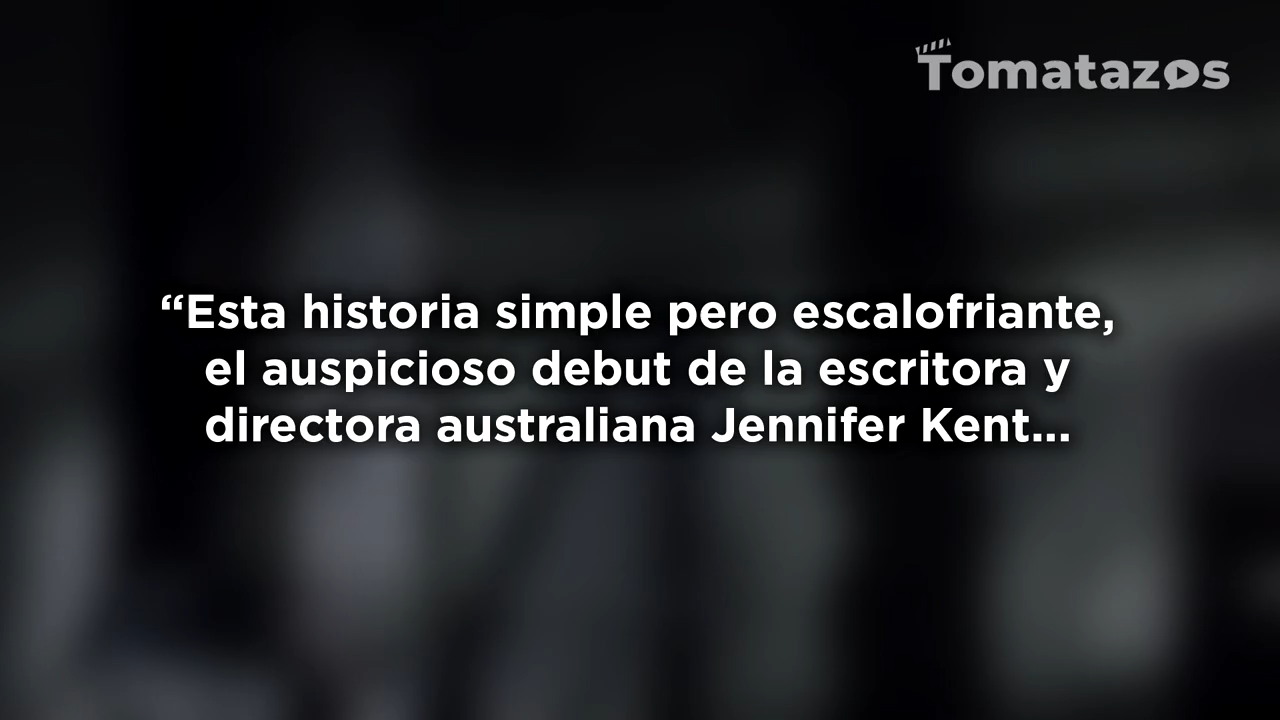 Tomatazos
“Esta historia simple pero escalofriante,
el auspicioso debut de la escritora y
directora australiana Jennifer Kent...